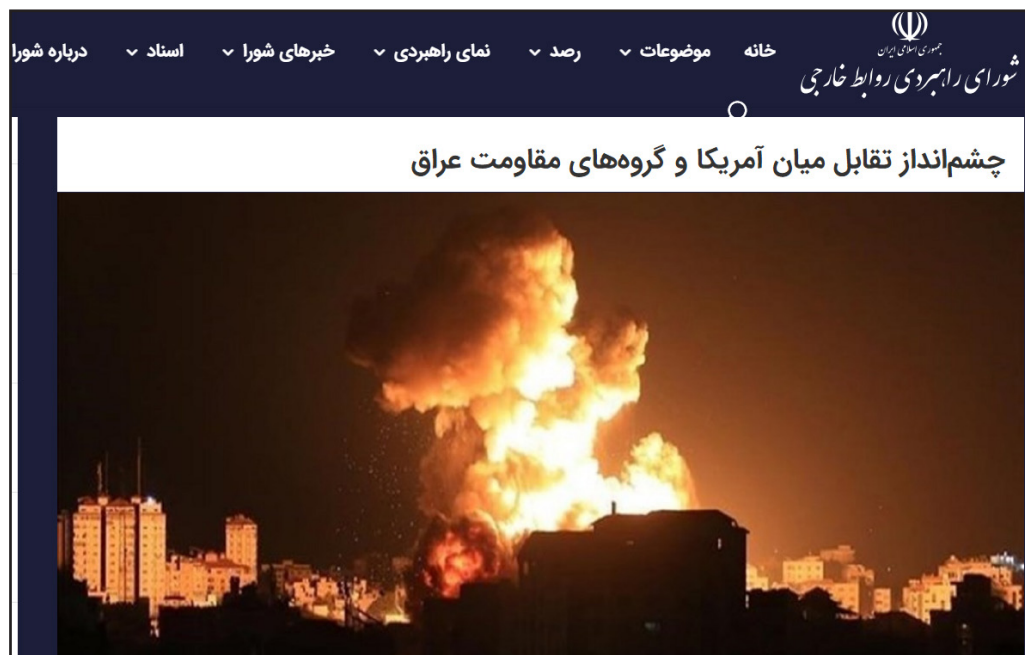 جمهوری اسلامی ایران
شورای راهبردی روابط خارجی
خانه موضوعات رصد نمای راهبردی خبرهای شورا اسناد درباره شورا
چشم‌انداز تقابل میان آمریکا و گروه‌های مقاومت عراق